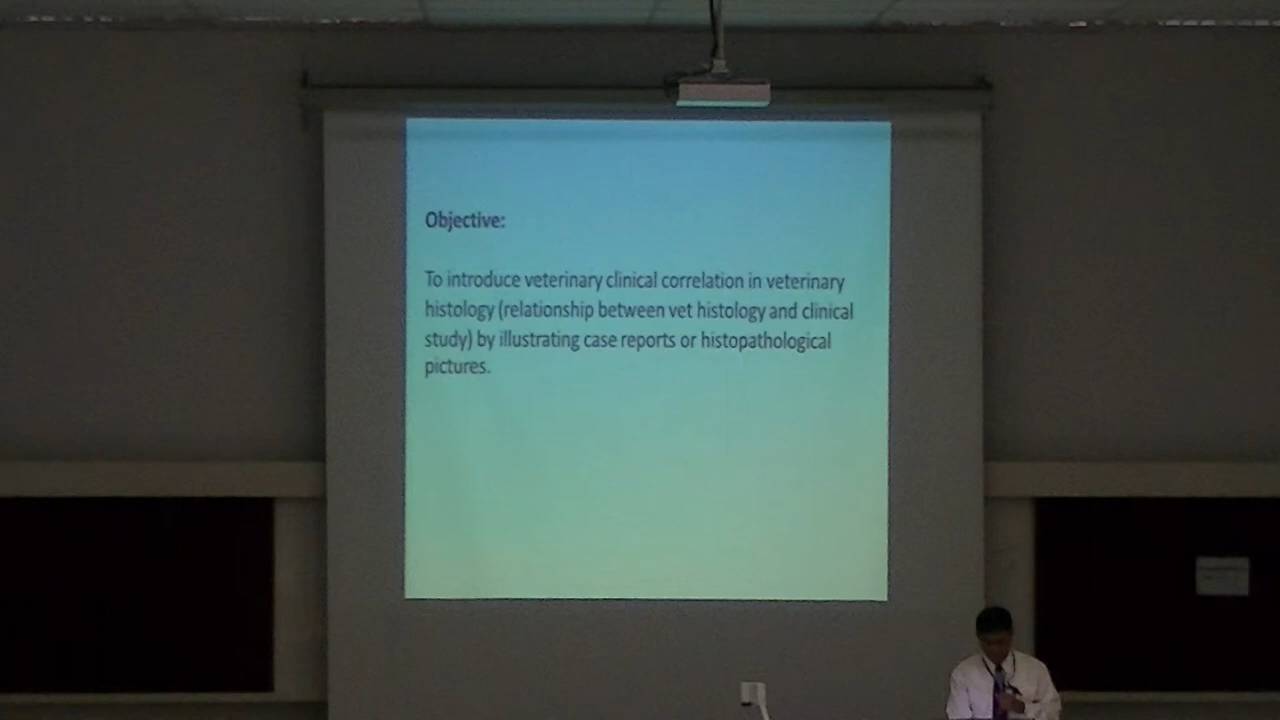 Objective:
To introduce veterinary clinical correlation in veterinary
histology (relationship between vet histology and clinical
study) by illustrating case reports or histopathological
pictures.